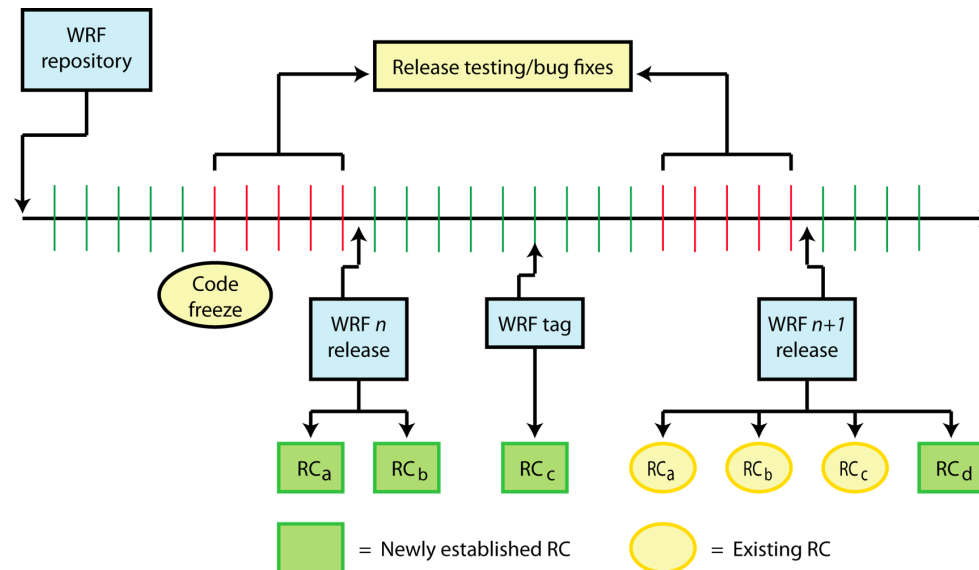 WRF
repository
Release testing/bug fixes
Code
freeze
WRF n
release
WRF tag
WRF n+1
release
RCa
RCb
RCc
RCa
RCb
RCc
RCd
= Newly established RC
= Existing RC